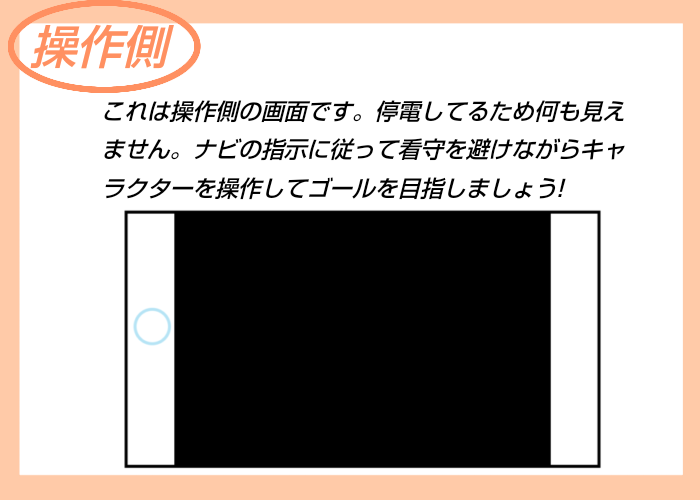 操作側
これは操作側の画面です。停電してるため何も見え
ません。ナビの指示に従って看守を避けながらキャ
ラクターを操作してゴールを目指しましょう!